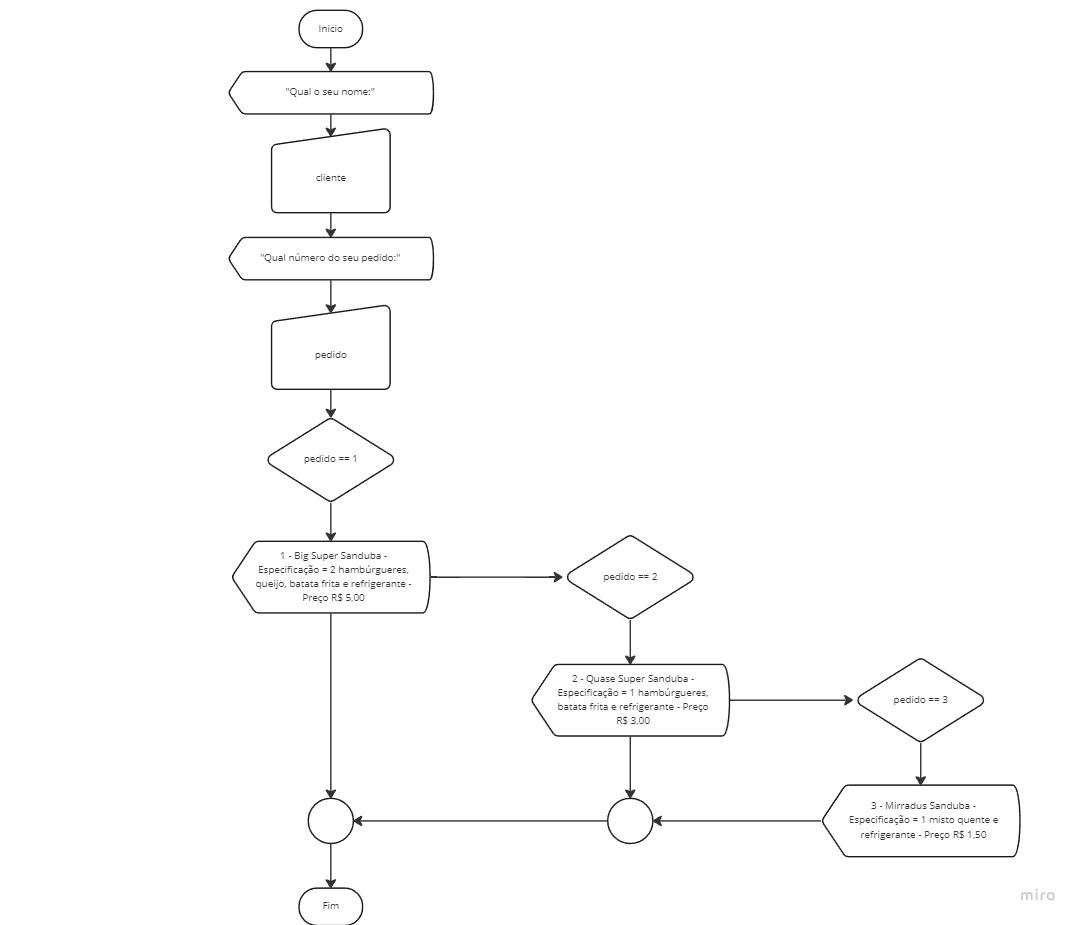 Inicio
"Qual o seu nome:"
cliente
"Qual número do seu pedido:"
pedido
pedido == 1
1 - Big Super Sanduba -
Especificação = 2 hambúrgueres,
queijo, batata frita e refrigerante -
Preço R$ 5,00
pedido == 2
2 - Quase Super Sanduba -
Especificação = 1 hambúrgueres,
batata frita e refrigerante - Preço
R$ 3,00
pedido == 3
3 - Mirradus Sanduba -
Especificação = 1 misto quente e
refrigerante - Preço R$ 1,50
Fim
miro